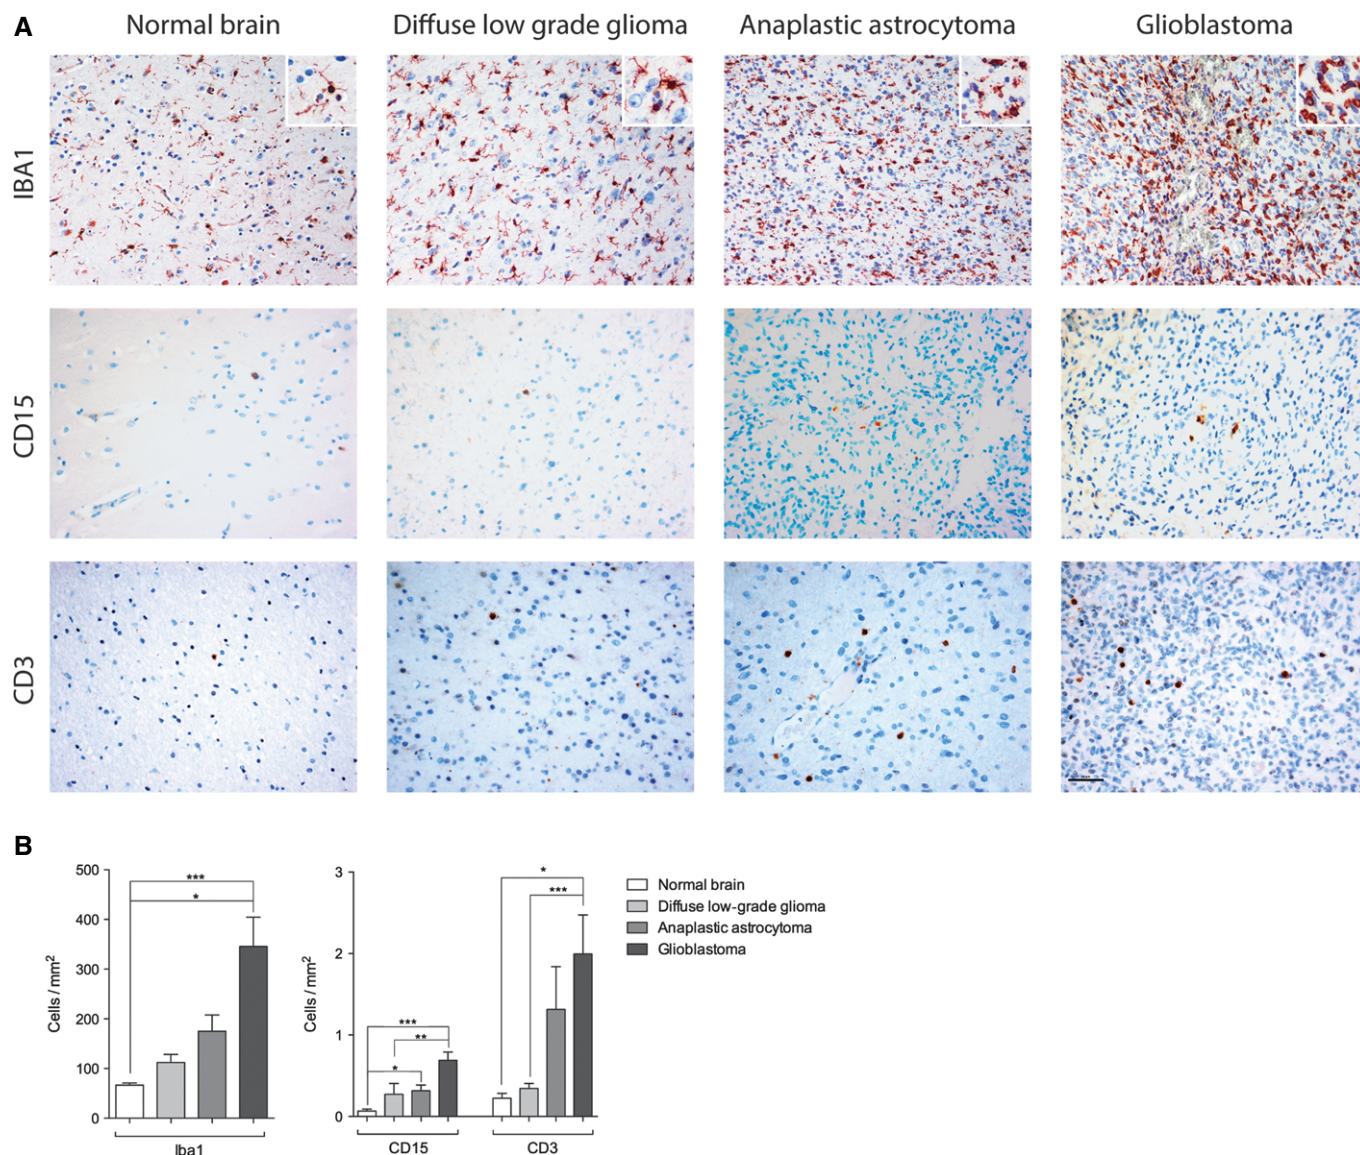 A
Normal brain
Diffuse low grade glioma
Anaplastic astrocytoma
Glioblastoma
IBA1
CD15
CD3
B
Cells / mm2
500
400
300
200
100
0
***
*
Iba1
Cells / mm2
3
2
1
0
***
**
*
CD15
*
***
CD3
Normal brain
Diffuse low-grade glioma
Anaplastic astrocytoma
Glioblastoma